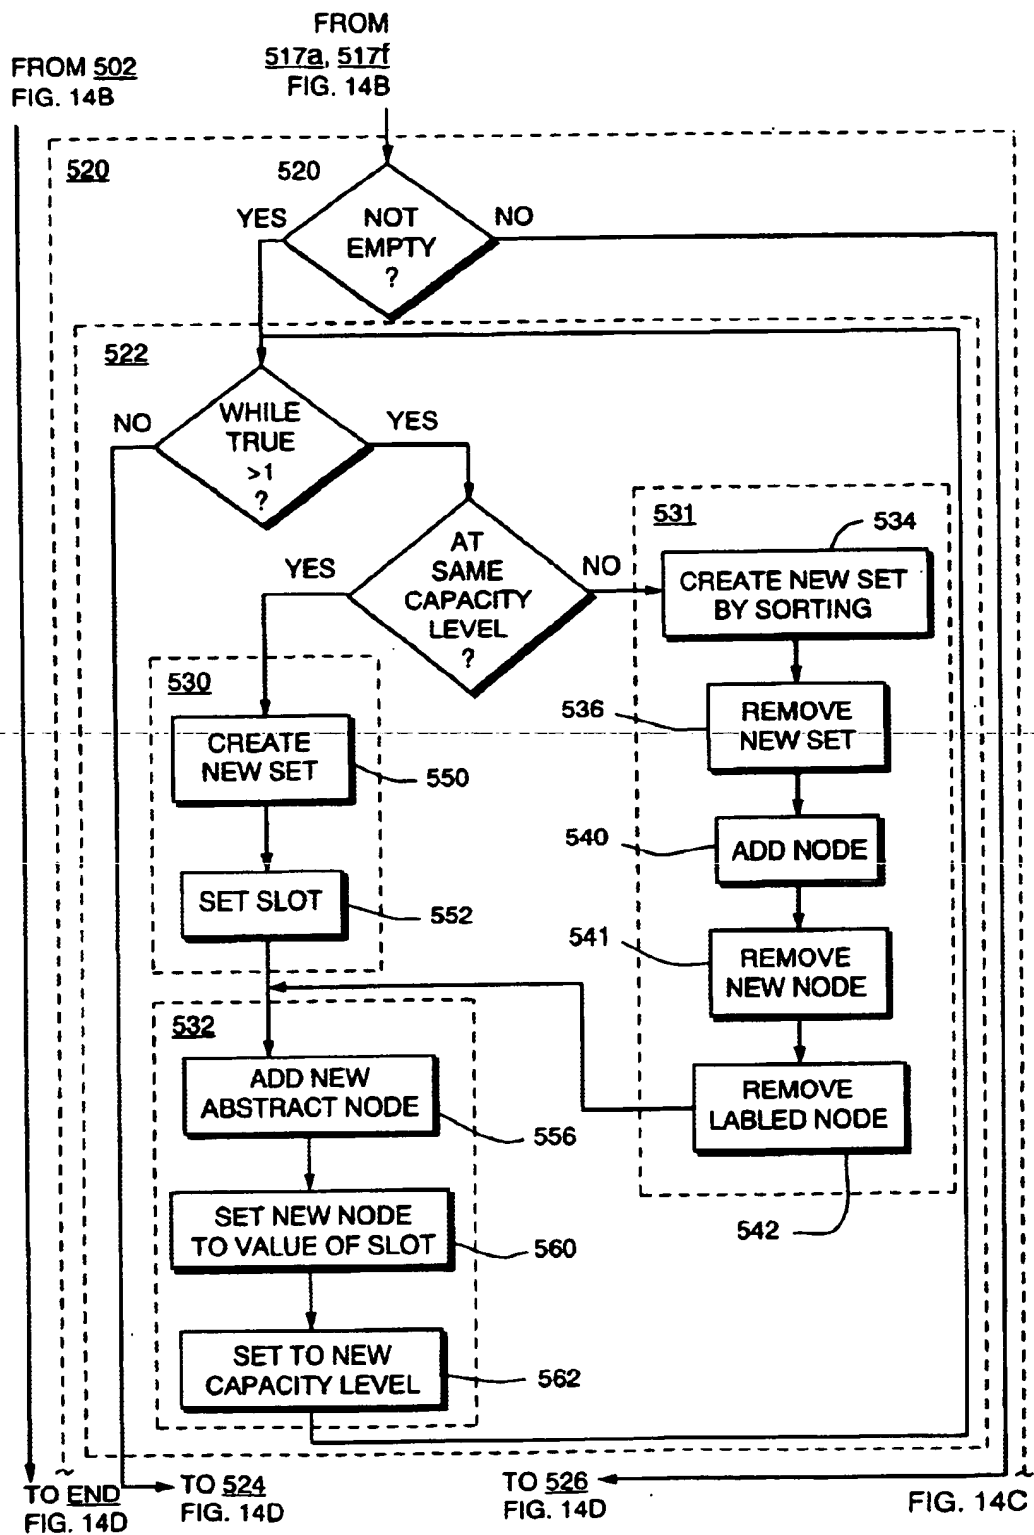 FROM
517a, 517f
FIG. 14B
FROM 502
FIG. 14B
520
520
NOT
EMPTY
?
YES
NO
522
WHILE
TRUE
>1
?
NO
YES
AT
SAME
CAPACITY
LEVEL
?
YES
NO
531
534
CREATE NEW SET
BY SORTING
530
536
REMOVE
NEW SET
CREATE
NEW SET
550
540
ADD NODE
SET SLOT
552
541
REMOVE
NEW NODE
532
ADD NEW
ABSTRACT NODE
556
REMOVE
LABLED NODE
542
SET NEW NODE
TO VALUE OF SLOT
560
SET TO NEW
CAPACITY LEVEL
562
TO END
FIG. 14D
TO 524
FIG. 14D
TO 526
FIG. 14D
FIG. 14C